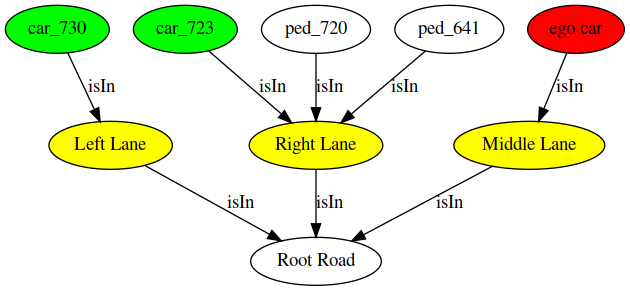 car_730
car_723
ped_720
ped_641
ego car
isIn
isIn
isIn
isIn
isIn
Left Lane
Right Lane
Middle Lane
isIn
isIn
isIn
Root Road